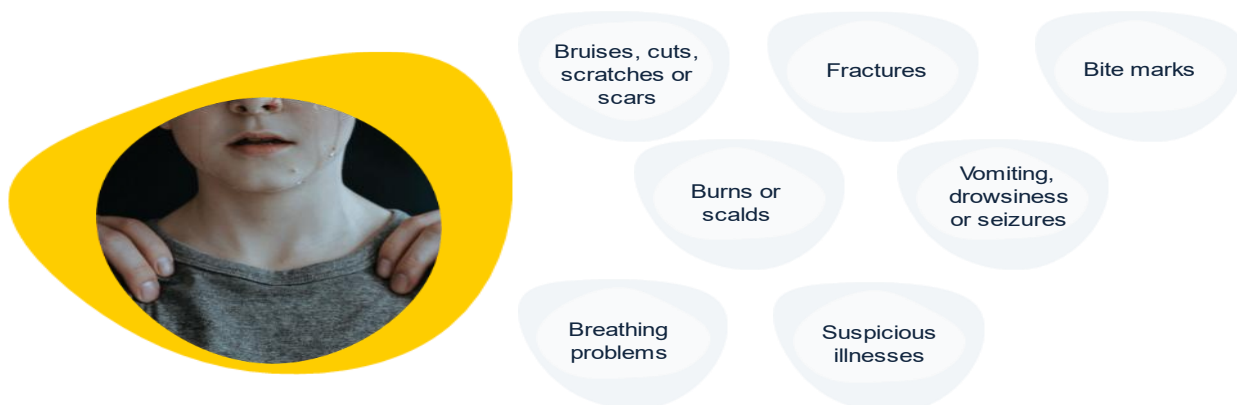 Bruises, cuts,
scratches or
scars
Fractures
Bite marks
Burns or
scalds
Vomiting,
drowsiness
or seizures
Breathing
problems
Suspicious
illnesses